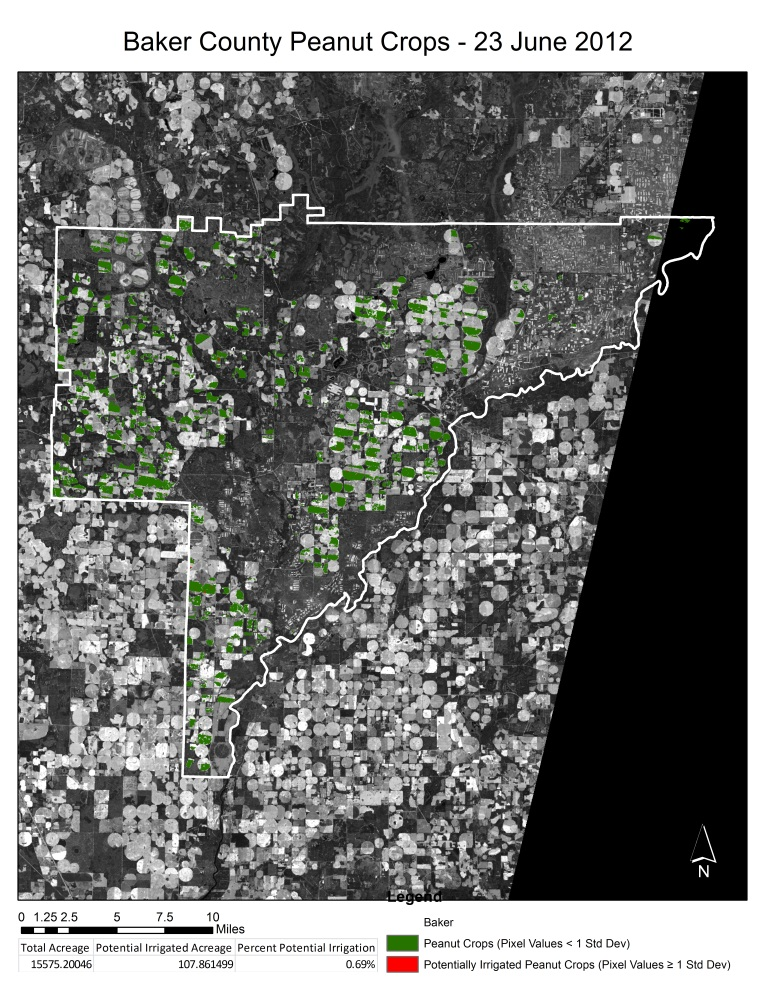 Baker County Peanut Crops - 23 June 2012
N
Legend
0 1.25 2.5 5 7.5 10
Miles
Baker
Peanut Crops (Pixel Values < 1 Std Dev)
Potentially Irrigated Peanut Crops (Pixel Values ≥ 1 Std Dev)
Total Acreage Potential Irrigated Acreage Percent Potential Irrigation
15575.20046 107.861499 0.69%